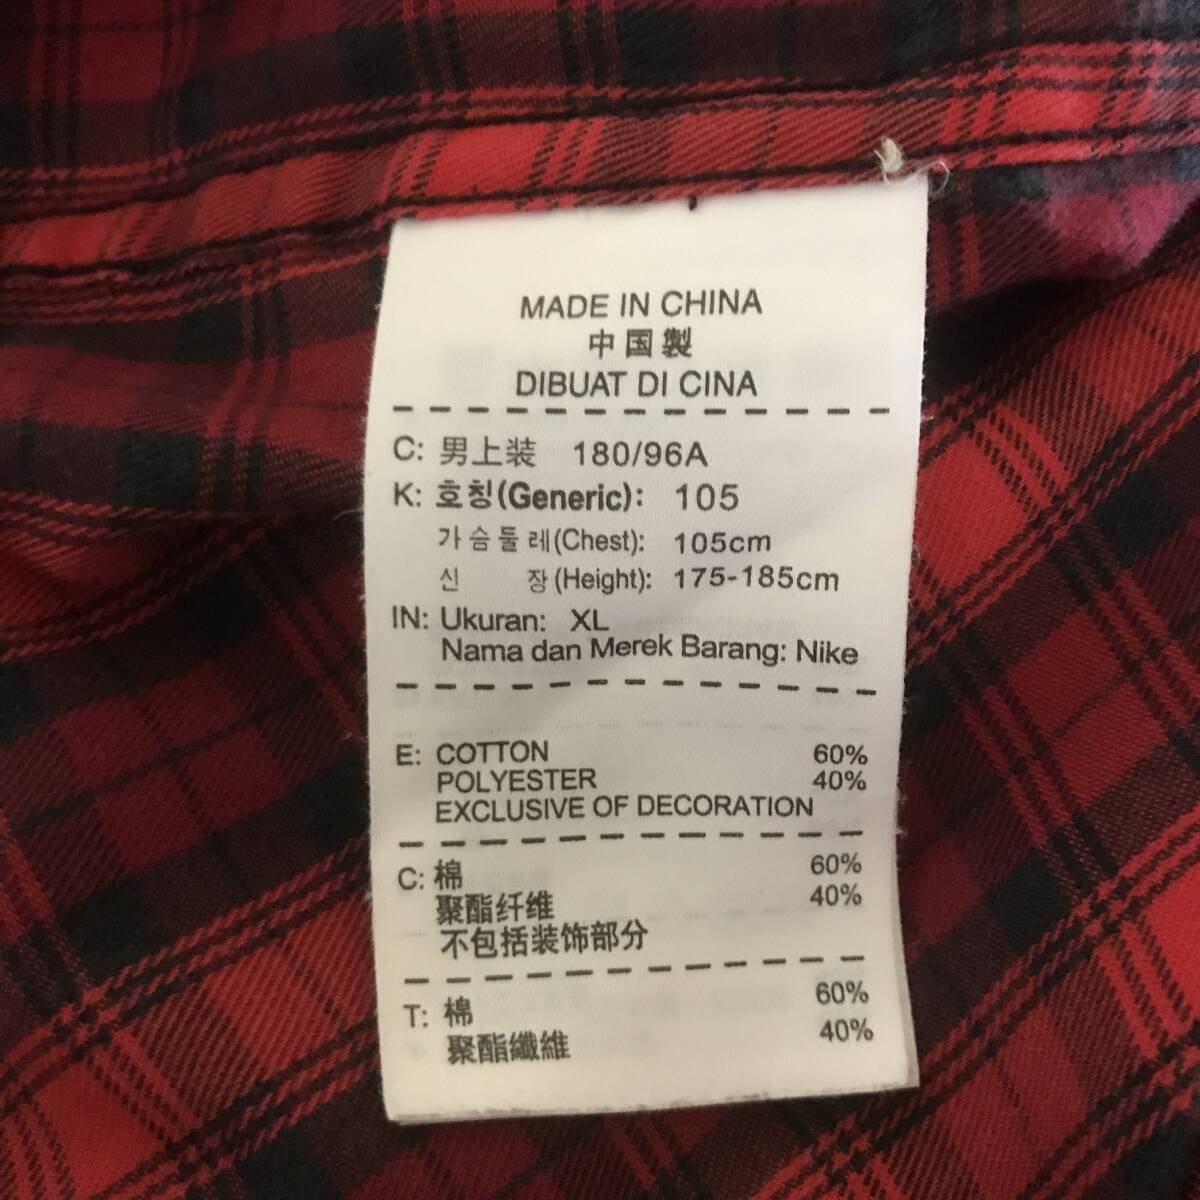 MADE IN CHINA
中国製
DIBUAT DI CINA
C: 男上装 180/96A
K: 호칭(Generic): 105
가슴둘레(Chest): 105cm
신 장(Height): 175-185cm
IN: Ukuran: XL
Nama dan Merek Barang: Nike
E: COTTON 60%
POLYESTER 40%
EXCLUSIVE OF DECORATION
C: 棉 60%
聚酯纤维 40%
不包括装饰部分
T: 棉 60%
聚酯纖維 40%